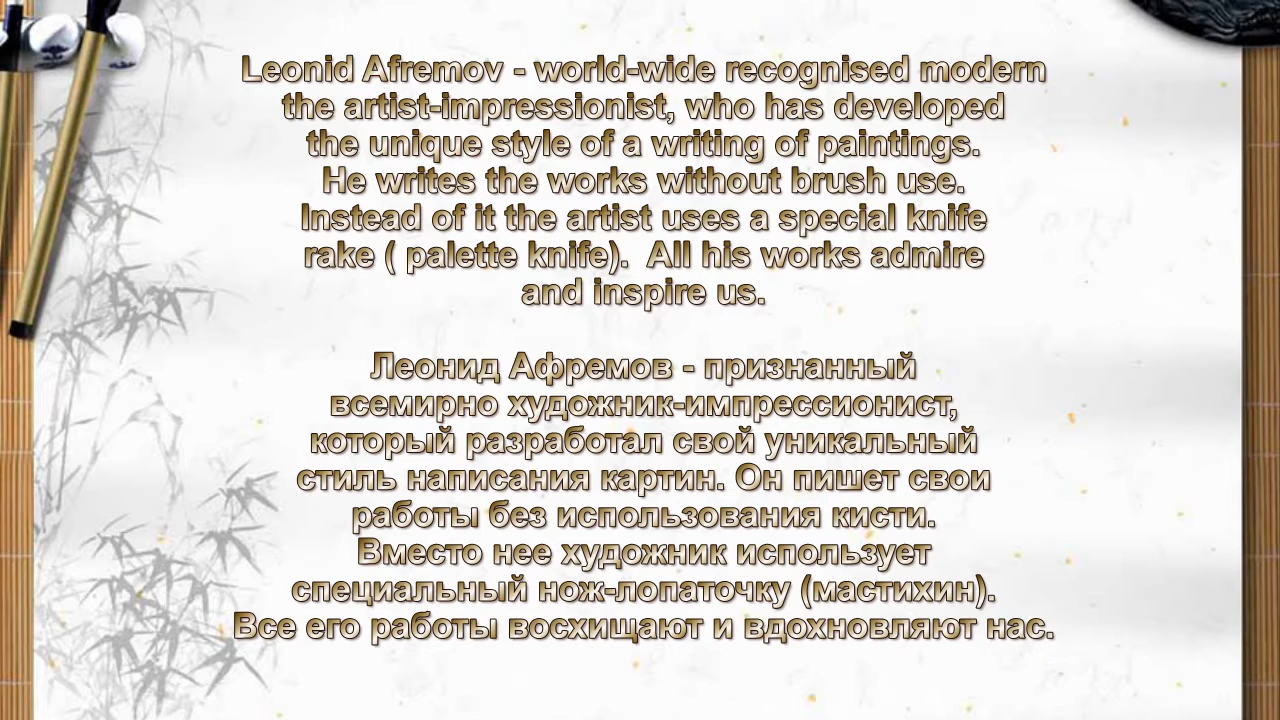 Leonid Afremov - world-wide recognised modern
the artist-impressionist, who has developed
the unique style of a writing of paintings.
He writes the works without brush use.
Instead of it the artist uses a special knife
rake ( palette knife).  All his works admire
and inspire us.
Леонид Афремов - признанный
всемирно художник-импрессионист,
который разработал свой уникальный
стиль написания картин. Он пишет свои
работы без использования кисти.
Вместо нее художник использует
специальный нож-лопаточку (мастихин).
Все его работы восхищают и вдохновляют нас.